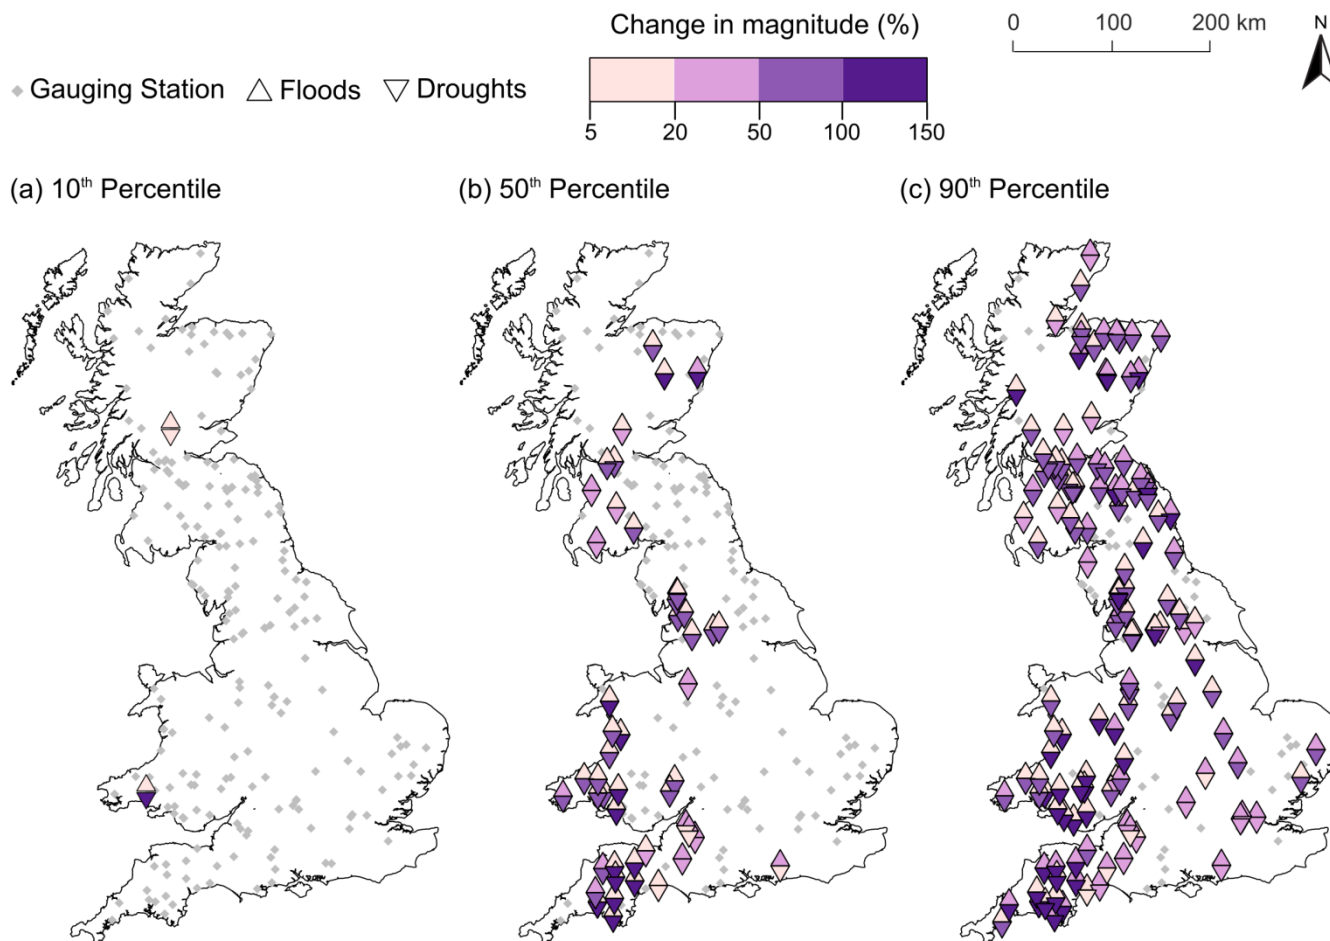 Change in magnitude (%)
0 100 200 km
N
Gauging Station Floods Droughts
5 20 50 100 150
(a) 10th Percentile
(b) 50th Percentile
(c) 90th Percentile